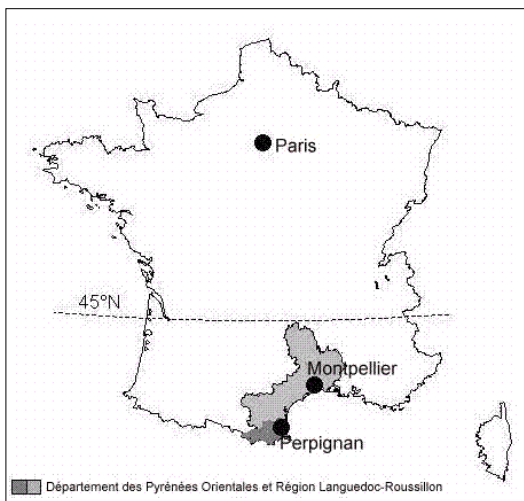 Paris
45°N
Montpellier
Perpignan
Département des Pyrénées Orientales et Région Languedoc-Roussillon